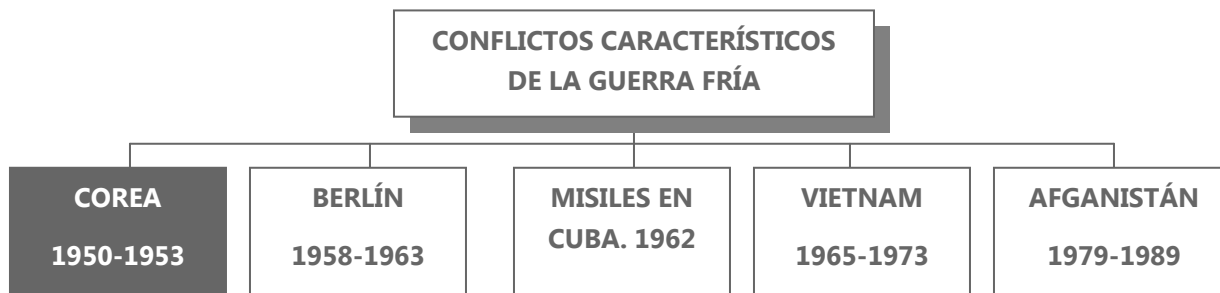 CONFLICTOS CARACTERÍSTICOS
DE LA GUERRA FRÍA
COREA
1950-1953
BERLÍN
1958-1963
MISILES EN
CUBA. 1962
VIETNAM
1965-1973
AFGANISTÁN
1979-1989